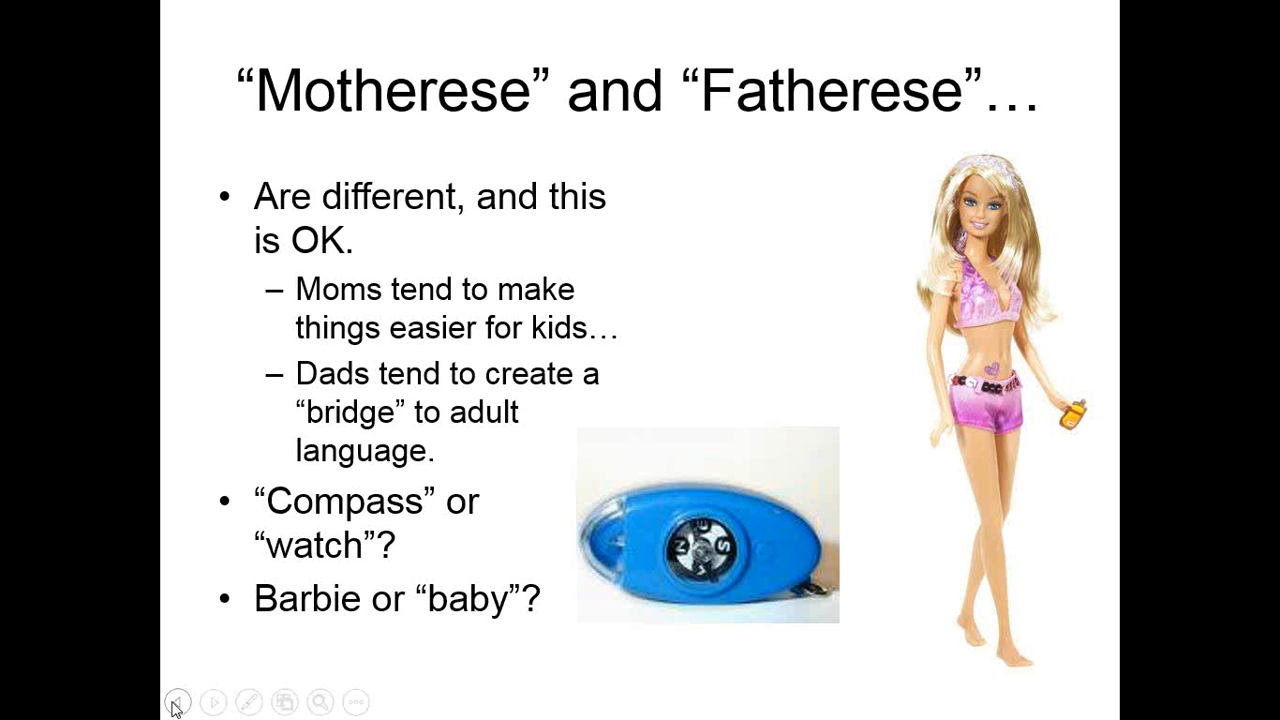 “Motherese” and “Fatherese”…
• Are different, and this
is OK.
– Moms tend to make
things easier for kids…
– Dads tend to create a
“bridge” to adult
language.
• “Compass” or
“watch”?
• Barbie or “baby”?
N
E
S